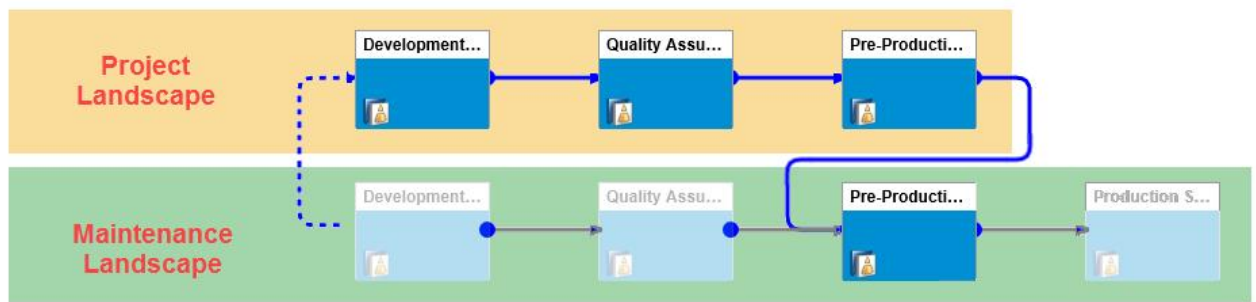 Project
Landscape
Development...
Quality Assu...
Pre-Producti...
Maintenance
Landscape
Development...
Quality Assu...
Pre-Producti...
Production S...